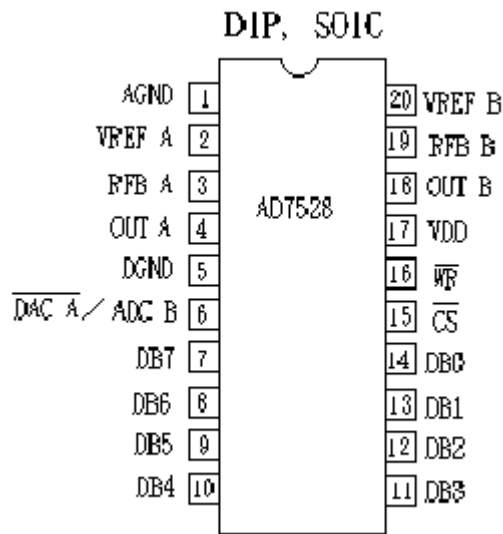 DIP, SOIC
AGND 1 20 VREF B
VREF A 2 19 RFB B
RFB A 3 18 OUT B
AD7528
OUT A 4 17 VDD
DGND 5 16 WR
DAC A / ADC B 6 15 CS
DB7 7 14 DB0
DB6 8 13 DB1
DB5 9 12 DB2
DB4 10 11 DB3